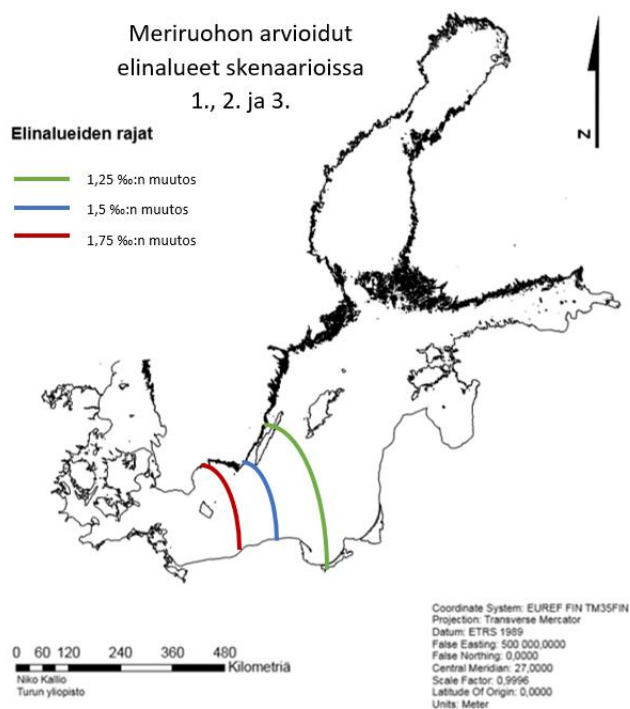 Meriruohon arvioidut
elinalueet skenaarioissa
1., 2. ja 3.
N
Elinalueiden rajat
1,25 ‰:n muutos
1,5 ‰:n muutos
1,75 ‰:n muutos
0 60 120 240 360 480
Kilometriä
Niko Kallio
Turun yliopisto
Coordinate System: EUREF FIN TM35FIN
Projection: Transverse Mercator
Datum: ETRS 1989
False Easting: 500 000,0000
False Northing: 0,0000
Central Meridian: 27,0000
Scale Factor: 0,9996
Latitude Of Origin: 0,0000
Units: Meter